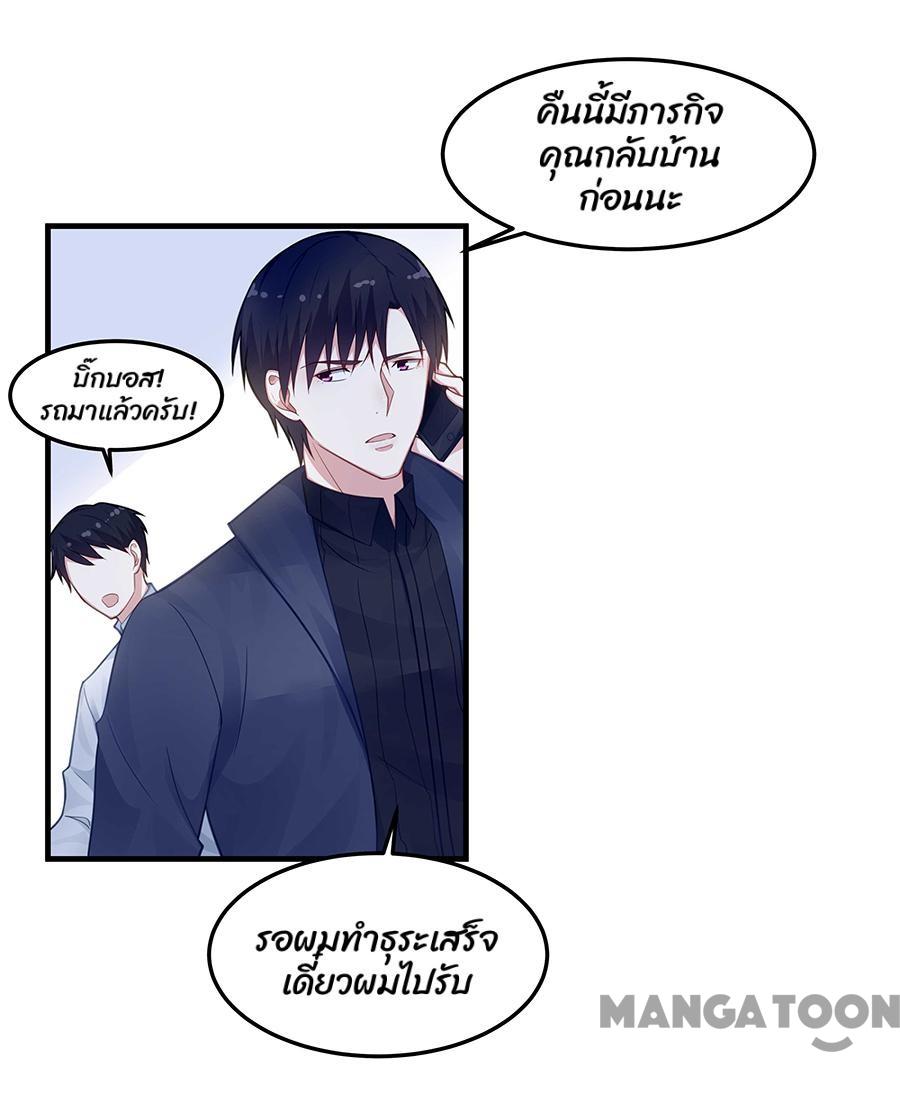 คืนนี้มีภารกิจ
คุณกลับบ้าน
ก่อนนะ
บิ๊กบอส!
รถมาแล้วครับ!
รอผมทำธุระเสร็จ
เดี๋ยวผมไปรับ
MANGATOON